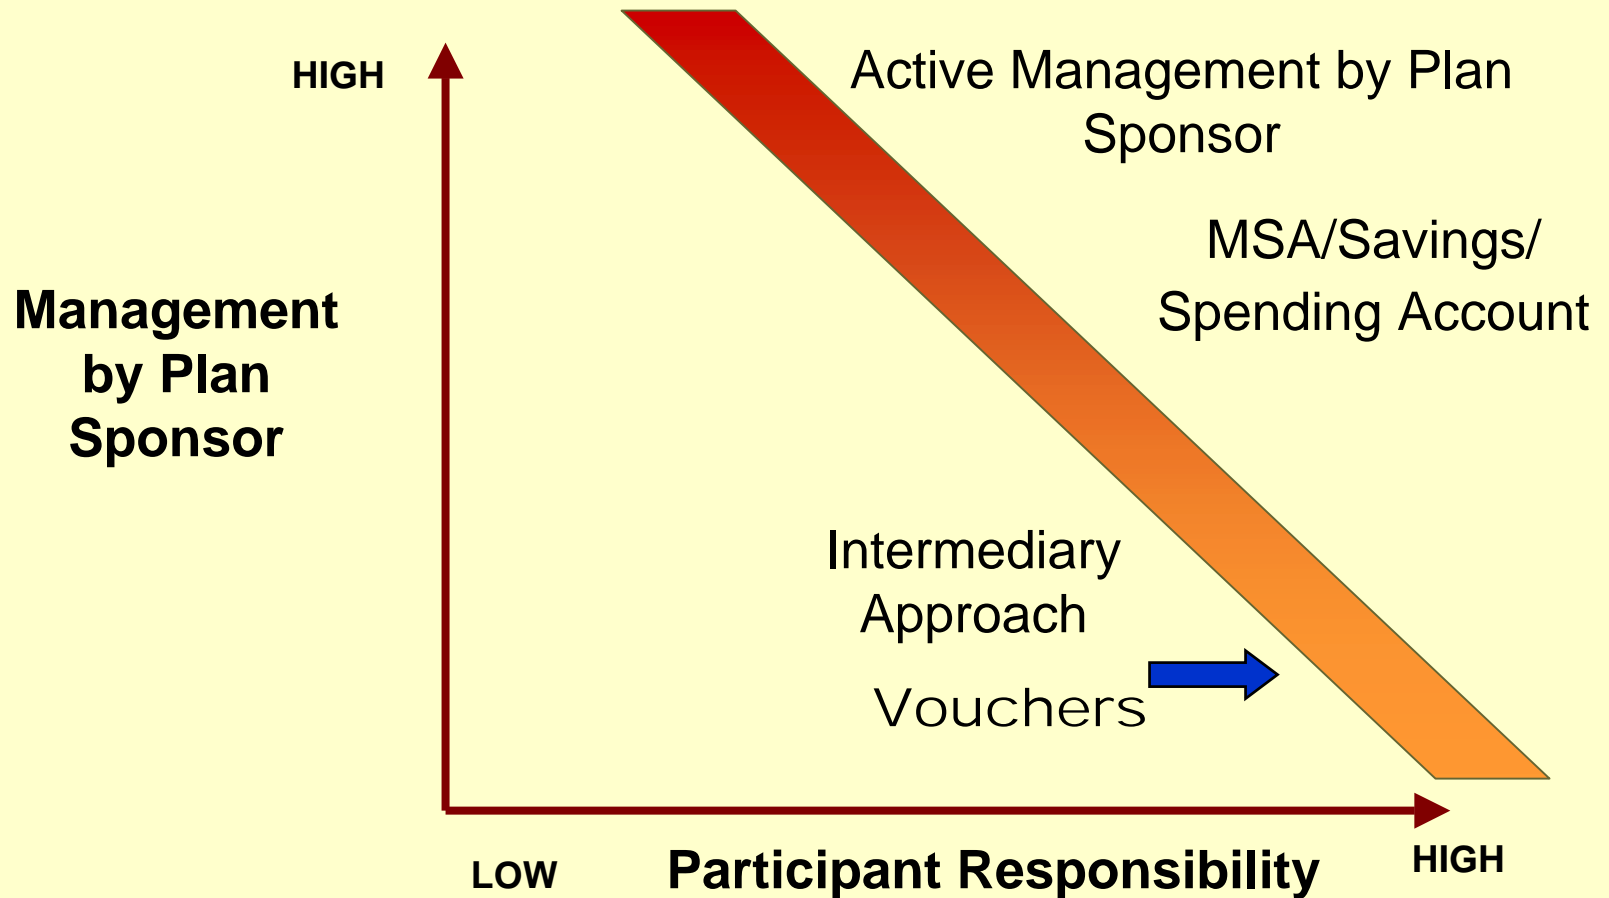 HIGH
Active Management by Plan
Sponsor
MSA/Savings/
Spending Account
Management
by Plan
Sponsor
Intermediary
Approach
Vouchers
LOW
Participant Responsibility
HIGH